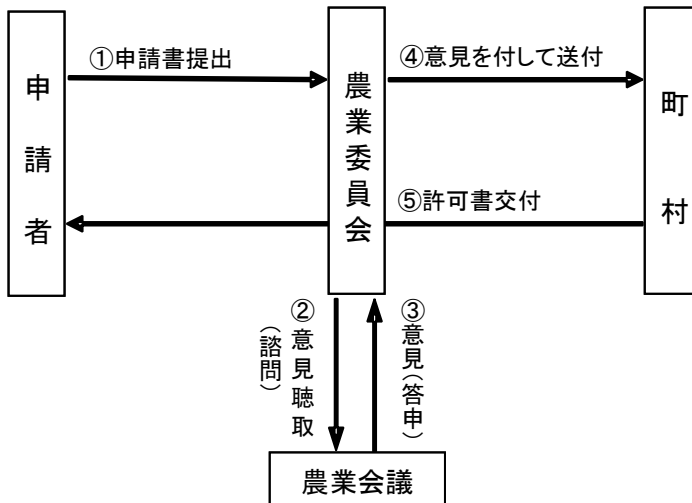 ①申請書提出
④意見を付して送付
申請者
農業委員会
町村
⑤許可書交付
②意見聴取
(諮問)
③意見(答申)
農業会議